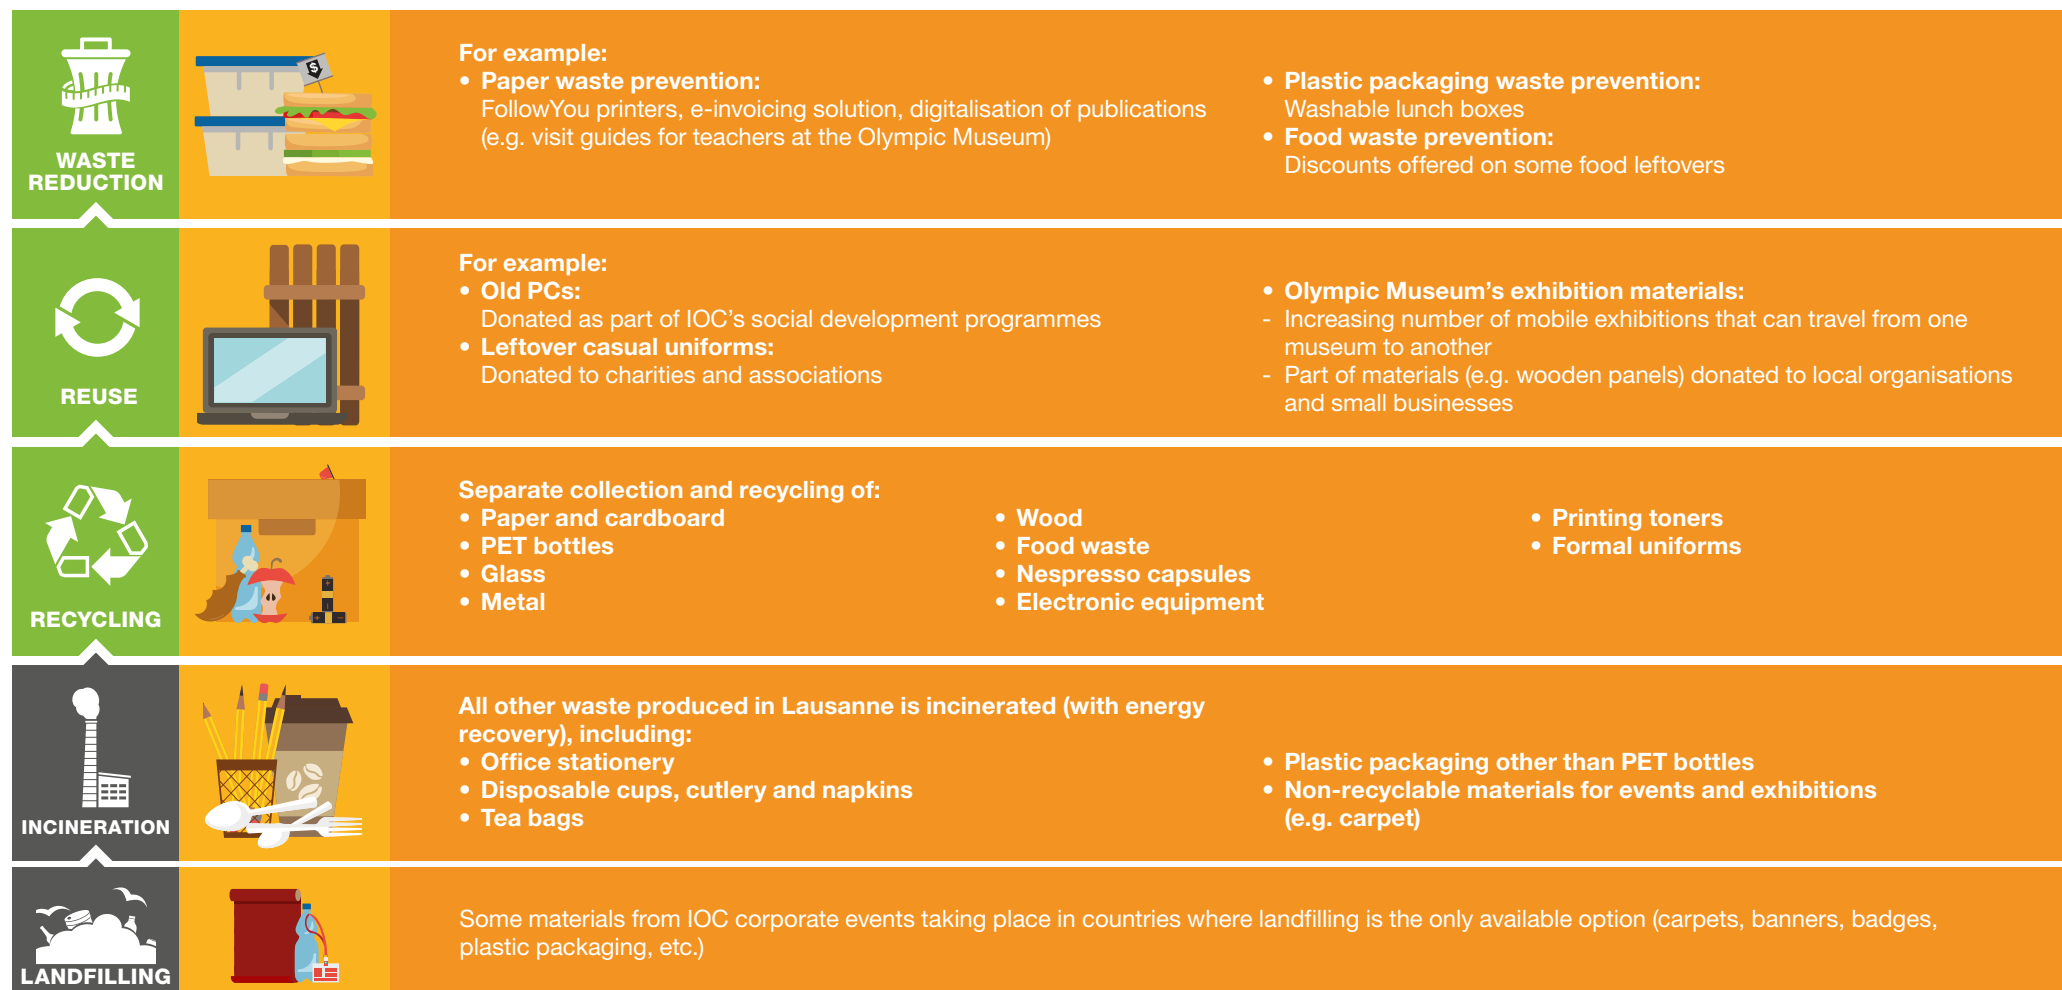 WASTE
REDUCTION
For example:
• Paper waste prevention:
FollowYou printers, e-invoicing solution, digitalisation of publications
(e.g. visit guides for teachers at the Olympic Museum)
• Plastic packaging waste prevention:
Washable lunch boxes
• Food waste prevention:
Discounts offered on some food leftovers
$
REUSE
For example:
• Old PCs:
Donated as part of IOC’s social development programmes
• Leftover casual uniforms:
Donated to charities and associations
• Olympic Museum’s exhibition materials:
- Increasing number of mobile exhibitions that can travel from one
museum to another
- Part of materials (e.g. wooden panels) donated to local organisations
and small businesses
RECYCLING
Separate collection and recycling of:
• Paper and cardboard
• PET bottles
• Glass
• Metal
• Wood
• Food waste
• Nespresso capsules
• Electronic equipment
• Printing toners
• Formal uniforms
INCINERATION
All other waste produced in Lausanne is incinerated (with energy
recovery), including:
• Office stationery
• Disposable cups, cutlery and napkins
• Tea bags
• Plastic packaging other than PET bottles
• Non-recyclable materials for events and exhibitions
(e.g. carpet)
LANDFILLING
Some materials from IOC corporate events taking place in countries where landfilling is the only available option (carpets, banners, badges,
plastic packaging, etc.)